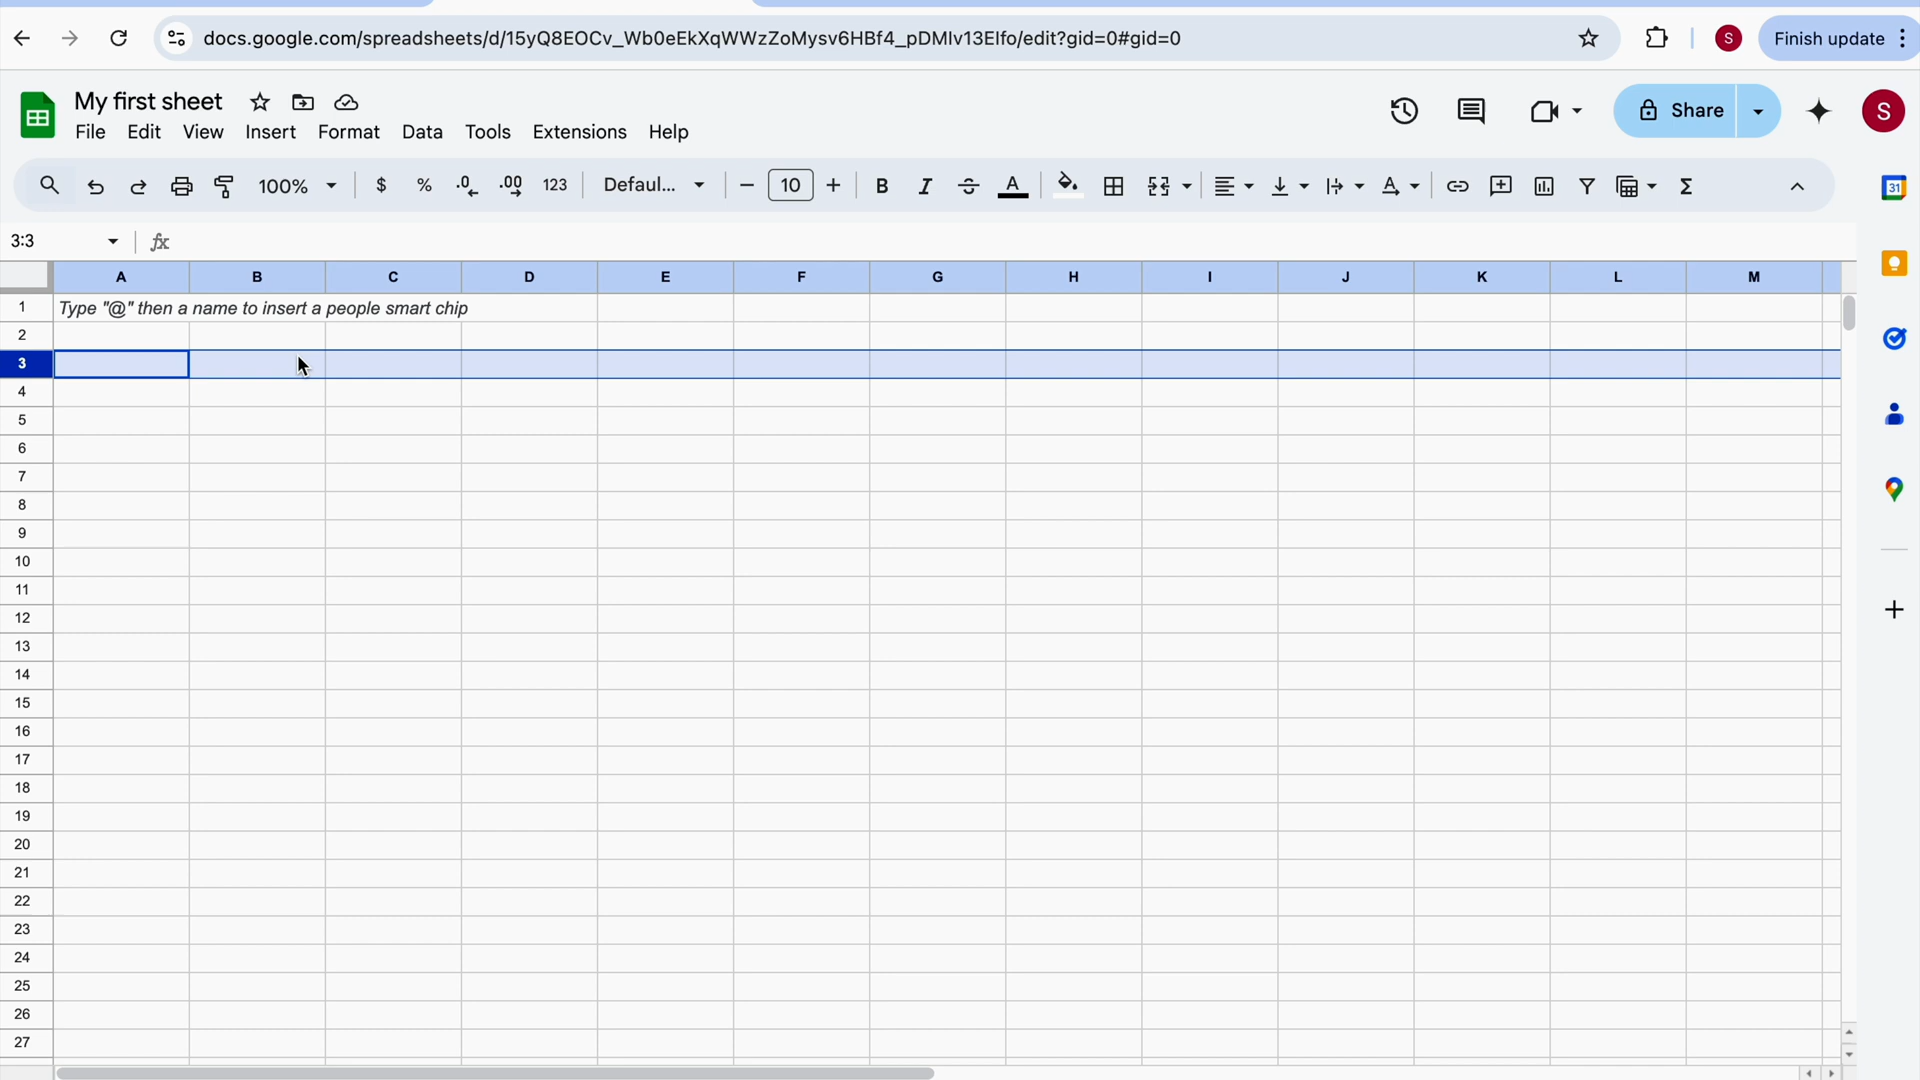 docs.google.com/spreadsheets/d/15yQ8EOCv_Wb0eEkXqWWzZoMysv6HBf4_pDMlv13Elfo/edit?gid=0#gid=0
S
Finish update
My first sheet
Share
S
File Edit View Insert Format Data Tools Extensions Help
100% $ % .0 .00 123 Defaul... 10 B I S A
31
3:3 fx
A B C D E F G H I J K L M
1 Type "@" then a name to insert a people smart chip
2
3
4
5
6
7
8
9
10
11
12
13
14
15
16
17
18
19
20
21
22
23
24
25
26
27